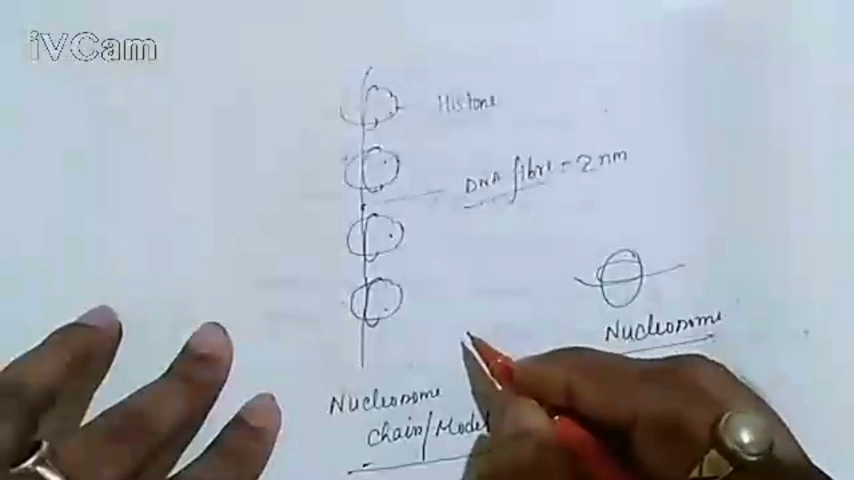 iVCam
Histone
DNA fibre = 2nm
Nucleosome
Nucleosome
chain/Model